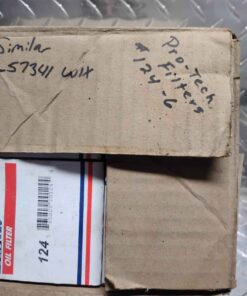 Similar
-57341 WIX
Pro-Tech
Filters
# 124-6
OIL FILTER
124